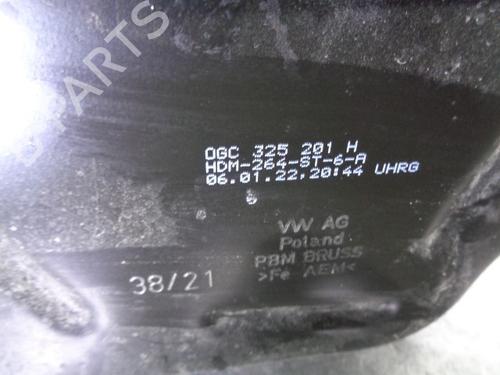 PARTS
OGC 325 201 H
HDM-264-ST-6-A
06.01.22,20:44 UHRG
VW AG
Poland
PBM BRUSS
>Fe AEM<
38/21